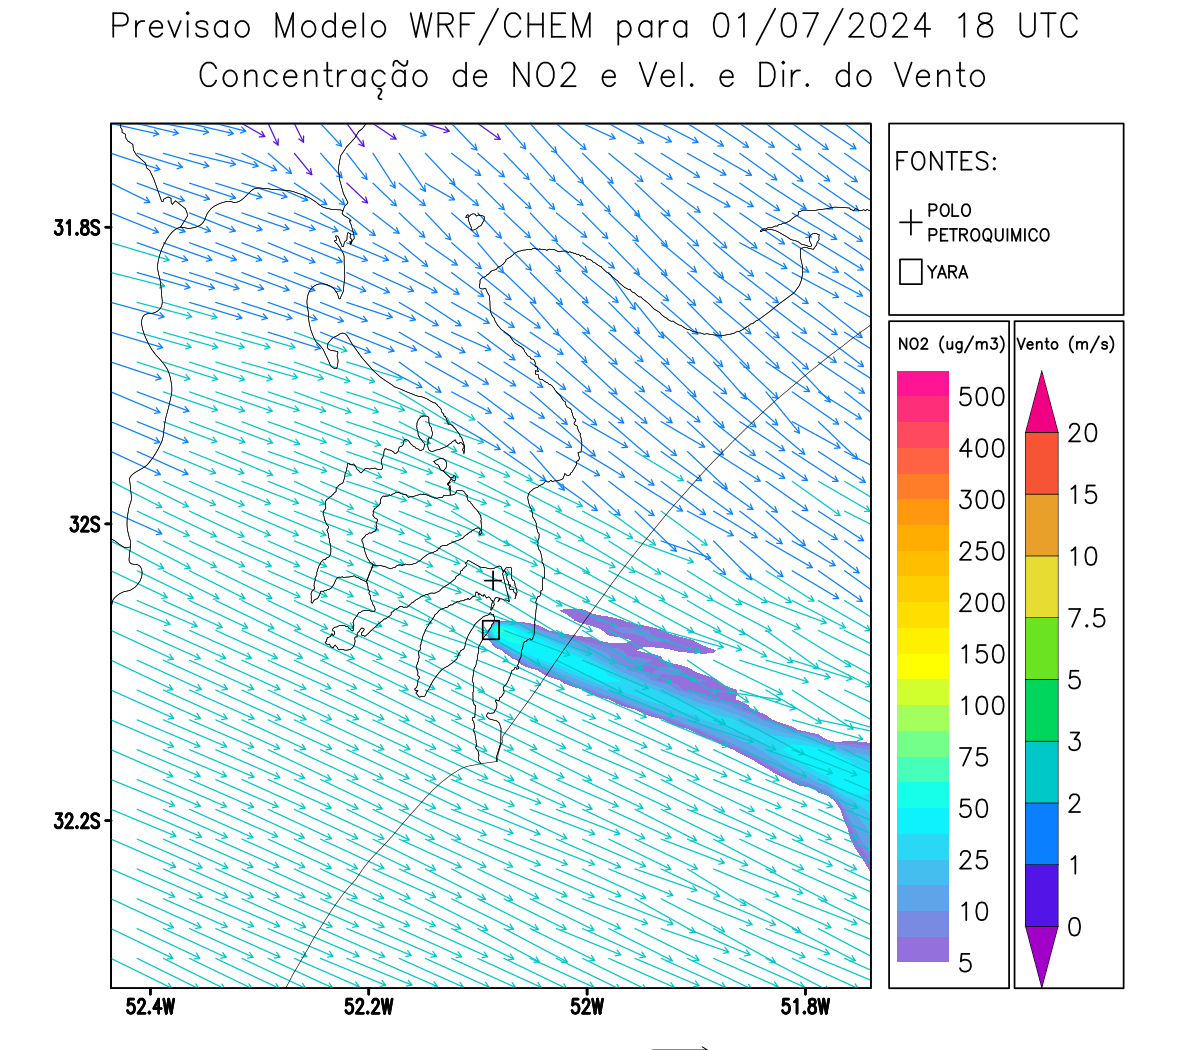 Previsao Modelo WRF/CHEM para 01/07/2024 18 UTC
Concentração de NO2 e Vel. e Dir. do Vento
FONTES:
POLO
PETROQUIMICO
YARA
31.8S
32S
32.2S
52.4W
52.2W
52W
51.8W
NO2 (ug/m3)
500
400
300
250
200
150
100
75
50
25
10
5
Vento (m/s)
20
15
10
7.5
5
3
2
1
0